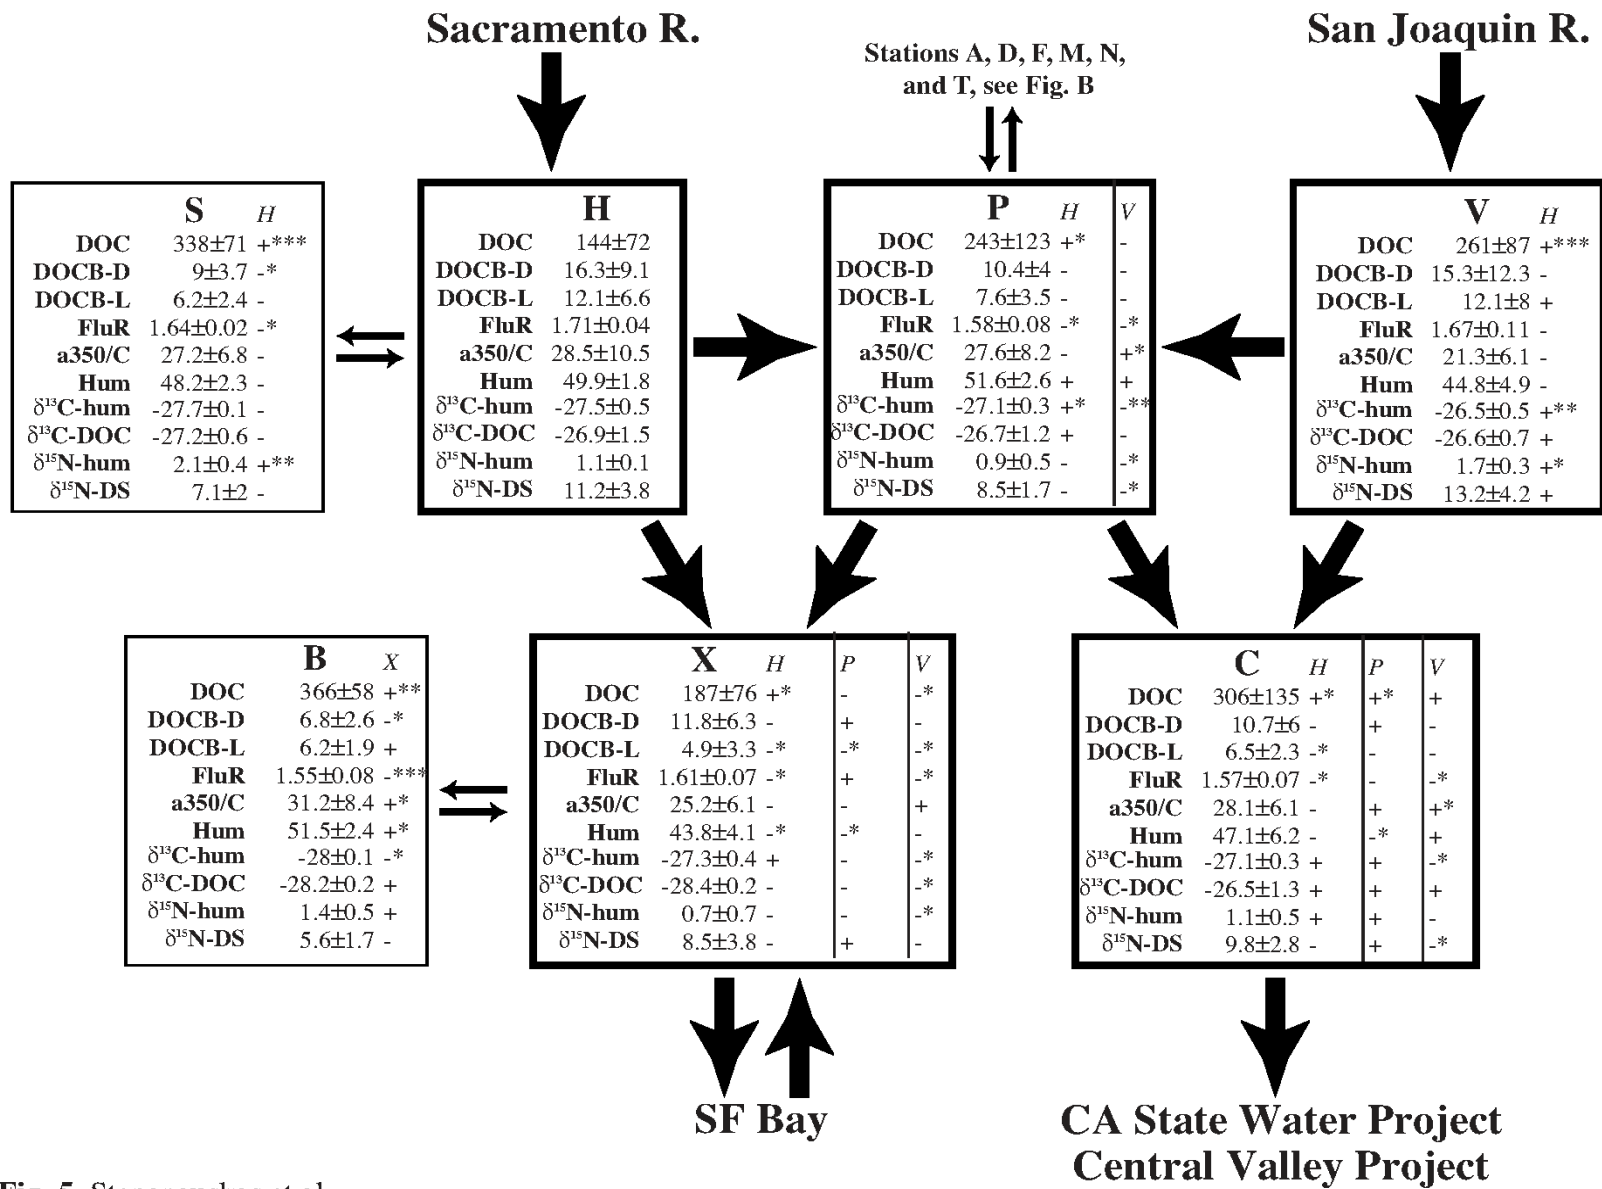 Sacramento R.
Stations A, D, F, M, N,
and T, see Fig. B
San Joaquin R.
S H
DOC 338±71 +***
DOCB-D 9±3.7 -*
DOCB-L 6.2±2.4 -
FluR 1.64±0.02 -*
a350/C 27.2±6.8 -
Hum 48.2±2.3 -
δ¹³C-hum -27.7±0.1 -
δ¹³C-DOC -27.2±0.6 -
δ¹⁵N-hum 2.1±0.4 +**
δ¹⁵N-DS 7.1±2 -
H
DOC 144±72
DOCB-D 16.3±9.1
DOCB-L 12.1±6.6
FluR 1.71±0.04
a350/C 28.5±10.5
Hum 49.9±1.8
δ¹³C-hum -27.5±0.5
δ¹³C-DOC -26.9±1.5
δ¹⁵N-hum 1.1±0.1
δ¹⁵N-DS 11.2±3.8
P H V
DOC 243±123 +* -
DOCB-D 10.4±4 - -
DOCB-L 7.6±3.5 - -
FluR 1.58±0.08 -* -*
a350/C 27.6±8.2 - +*
Hum 51.6±2.6 + +
δ¹³C-hum -27.1±0.3 +* -**
δ¹³C-DOC -26.7±1.2 + -
δ¹⁵N-hum 0.9±0.5 - -*
δ¹⁵N-DS 8.5±1.7 - -*
V H
DOC 261±87 +***
DOCB-D 15.3±12.3 -
DOCB-L 12.1±8 +
FluR 1.67±0.11 -
a350/C 21.3±6.1 -
Hum 44.8±4.9 -
δ¹³C-hum -26.5±0.5 +**
δ¹³C-DOC -26.6±0.7 +
δ¹⁵N-hum 1.7±0.3 +*
δ¹⁵N-DS 13.2±4.2 +
B X
DOC 366±58 +**
DOCB-D 6.8±2.6 -*
DOCB-L 6.2±1.9 +
FluR 1.55±0.08 -***
a350/C 31.2±8.4 +*
Hum 51.5±2.4 +*
δ¹³C-hum -28±0.1 -*
δ¹³C-DOC -28.2±0.2 +
δ¹⁵N-hum 1.4±0.5 +
δ¹⁵N-DS 5.6±1.7 -
X H P V
DOC 187±76 +* - -*
DOCB-D 11.8±6.3 - + -
DOCB-L 4.9±3.3 -* -* -*
FluR 1.61±0.07 -* + -*
a350/C 25.2±6.1 - - +
Hum 43.8±4.1 -* -* -
δ¹³C-hum -27.3±0.4 + - -*
δ¹³C-DOC -28.4±0.2 - - -*
δ¹⁵N-hum 0.7±0.7 - - -*
δ¹⁵N-DS 8.5±3.8 - + -
C H P V
DOC 306±135 +* +* +
DOCB-D 10.7±6 - + -
DOCB-L 6.5±2.3 -* - -
FluR 1.57±0.07 -* - -*
a350/C 28.1±6.1 - + +*
Hum 47.1±6.2 - -* +
δ¹³C-hum -27.1±0.3 + + -*
δ¹³C-DOC -26.5±1.3 + + +
δ¹⁵N-hum 1.1±0.5 + + -
δ¹⁵N-DS 9.8±2.8 - + -*
SF Bay
CA State Water Project
Central Valley Project